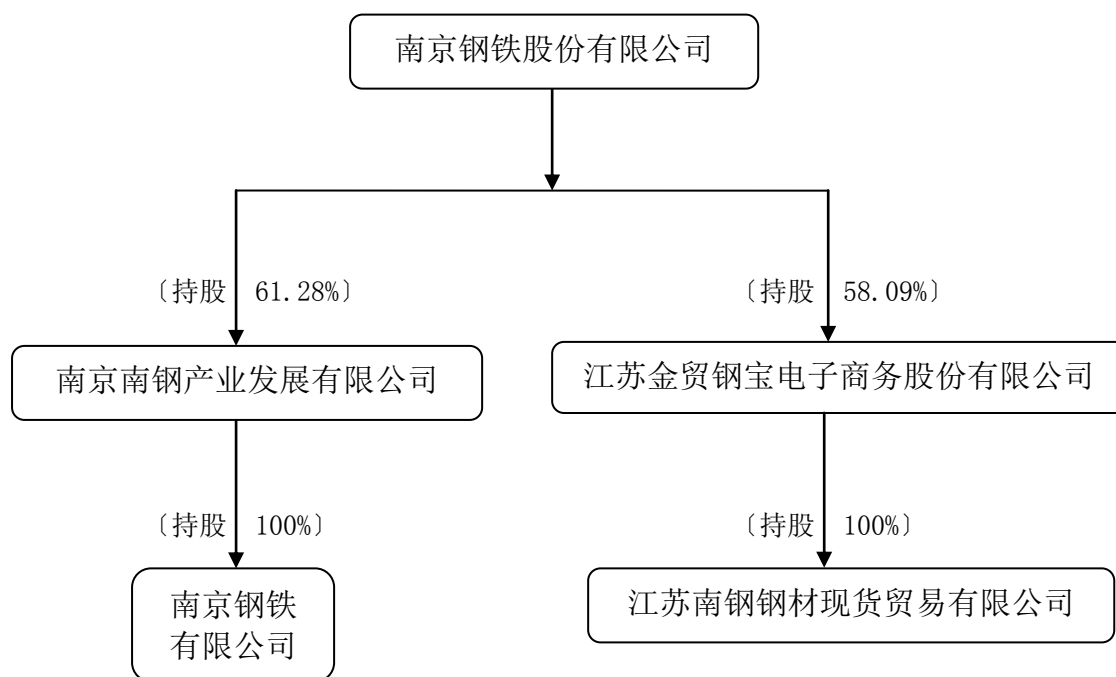 南京钢铁股份有限公司
〔持股 61.28%〕
〔持股 58.09%〕
南京南钢产业发展有限公司
江苏金贸钢宝电子商务股份有限公司
〔持股 100%〕
〔持股 100%〕
南京钢铁
有限公司
江苏南钢钢材现货贸易有限公司